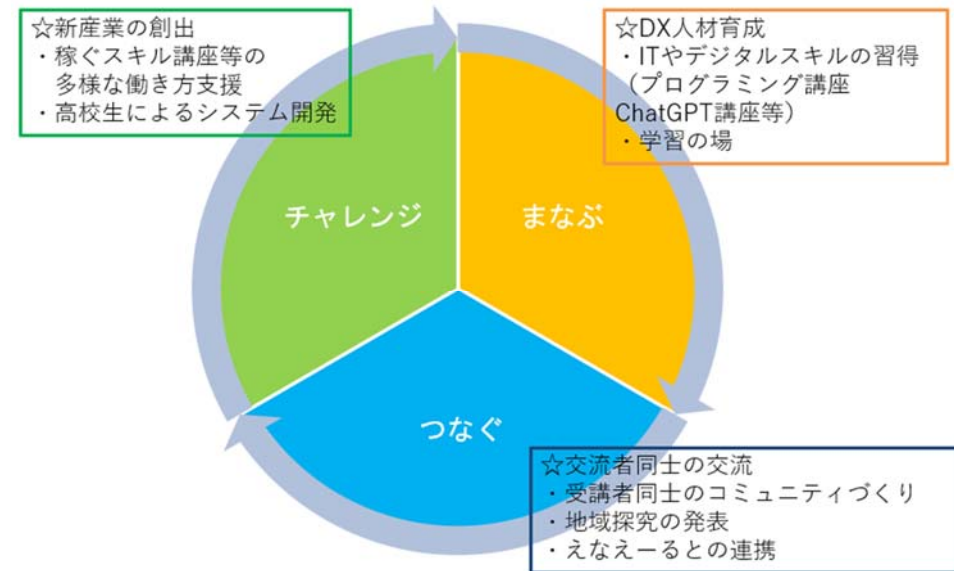 ☆新産業の創出
・稼ぐスキル講座等の
多様な働き方支援
・高校生によるシステム開発
☆DX人材育成
・ITやデジタルスキルの習得
（プログラミング講座
ChatGPT講座等）
・学習の場
チャレンジ
まなぶ
つなぐ
☆交流者同士の交流
・受講者同士のコミュニティづくり
・地域探究の発表
・えなえーるとの連携